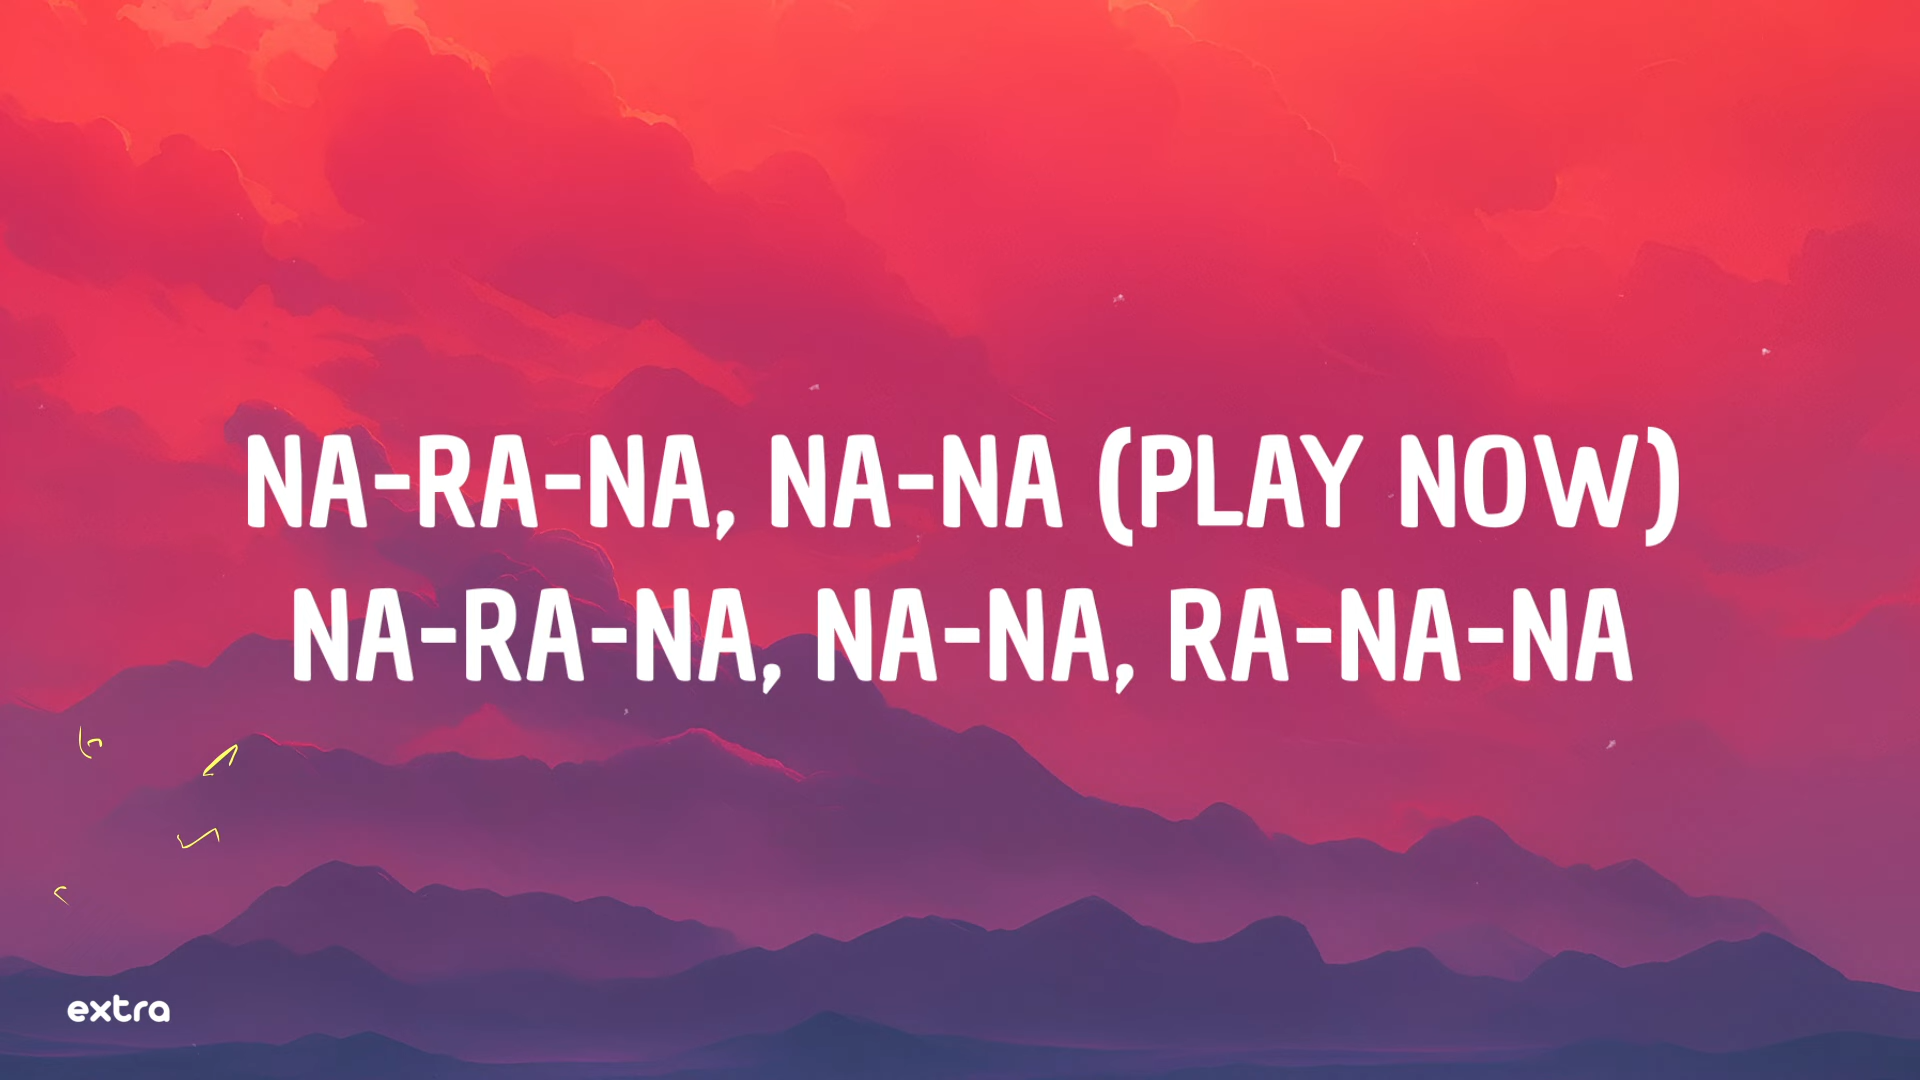 NA-RA-NA, NA-NA (PLAY NOW)
NA-RA-NA, NA-NA, RA-NA-NA
extra